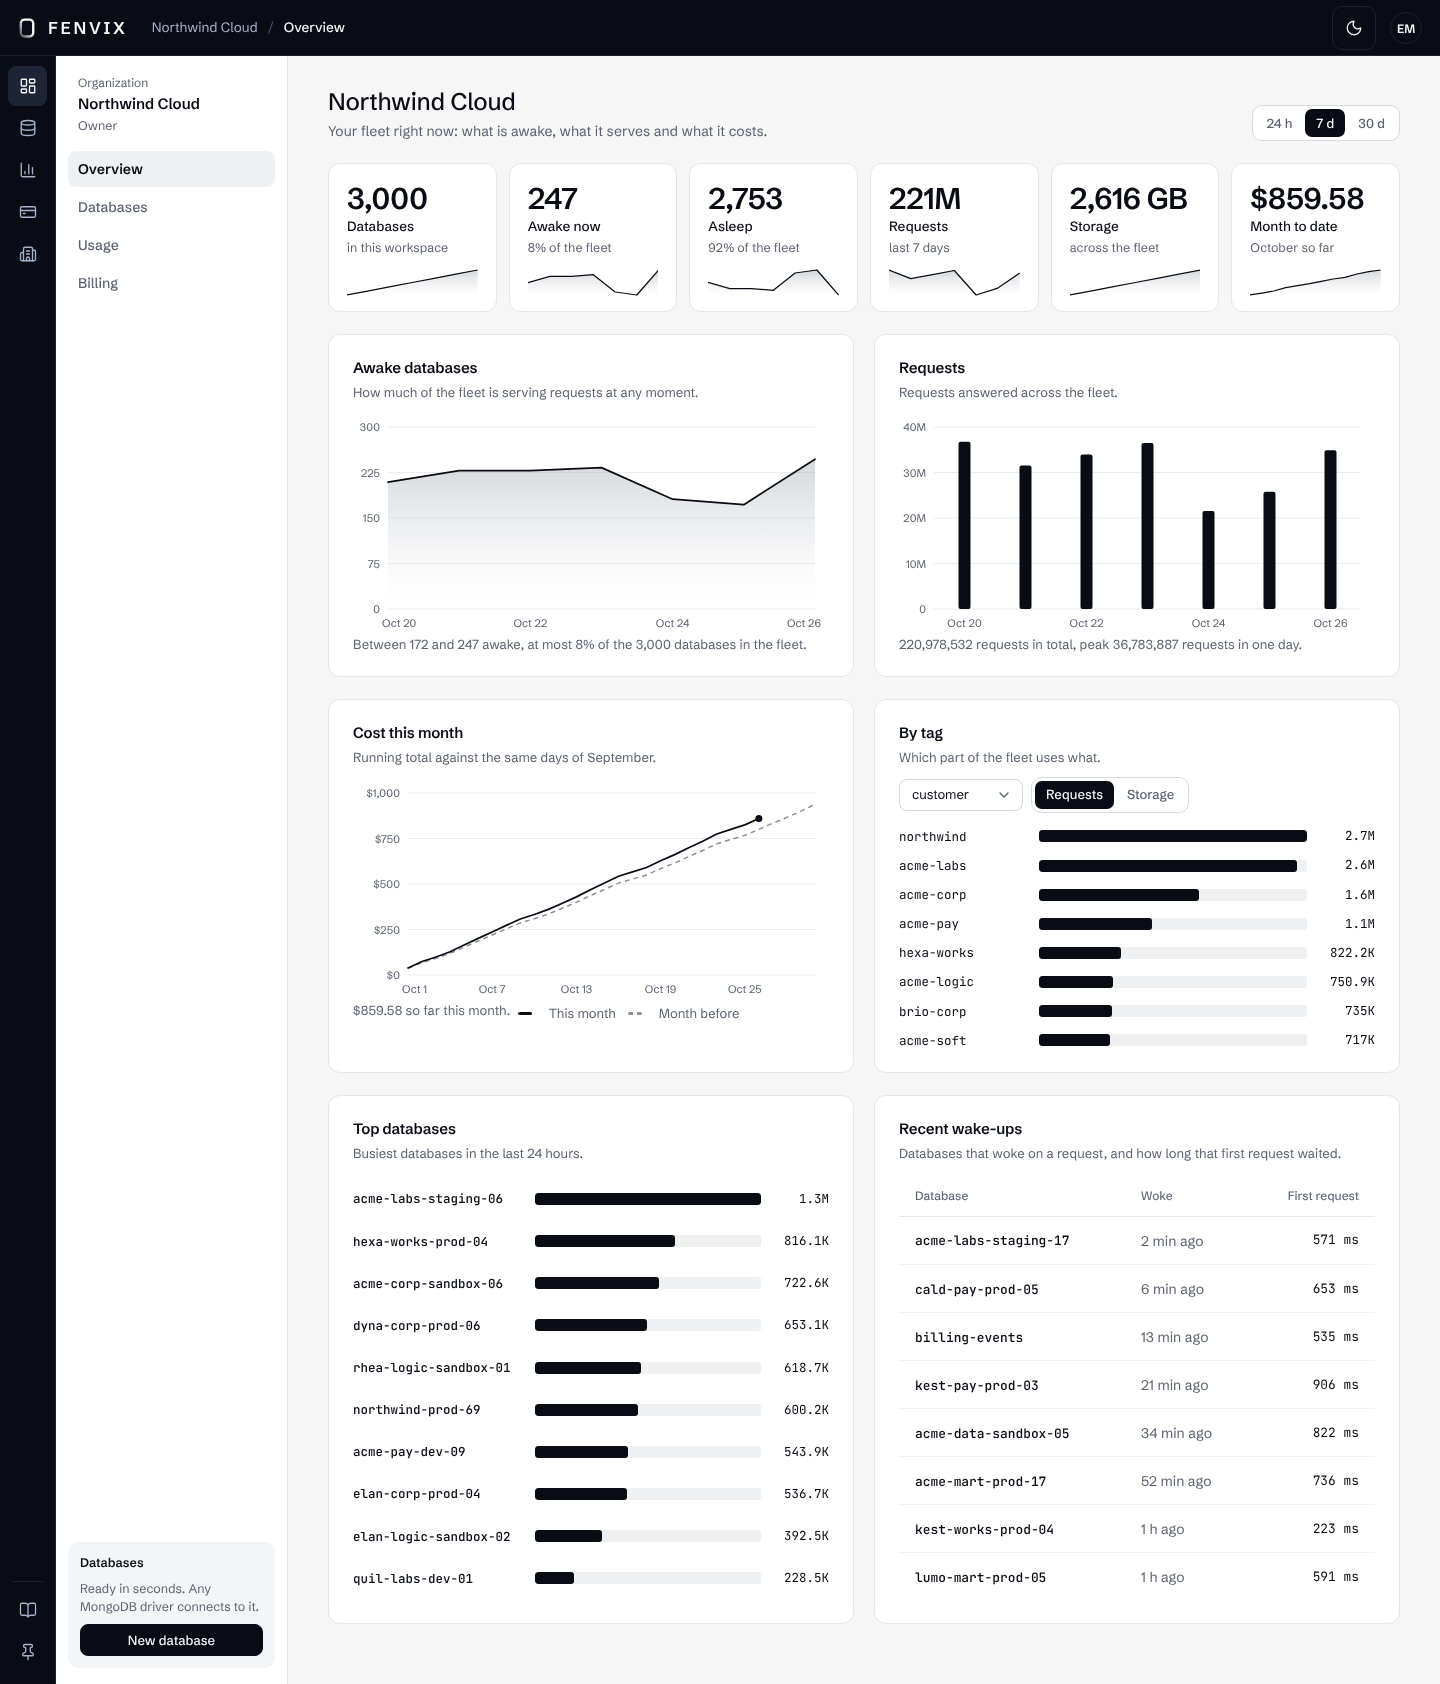 FENVIX
Northwind Cloud / Overview
EM
Organization
Northwind Cloud
Owner
Overview
Databases
Usage
Billing
Databases
Ready in seconds. Any
MongoDB driver connects to it.
New database
Northwind Cloud
Your fleet right now: what is awake, what it serves and what it costs.
24 h 7 d 30 d
3,000
Databases
in this workspace
247
Awake now
8% of the fleet
2,753
Asleep
92% of the fleet
221M
Requests
last 7 days
2,616 GB
Storage
across the fleet
$859.58
Month to date
October so far
Awake databases
How much of the fleet is serving requests at any moment.
300
225
150
75
0
Oct 20 Oct 22 Oct 24 Oct 26
Between 172 and 247 awake, at most 8% of the 3,000 databases in the fleet.
Requests
Requests answered across the fleet.
40M
30M
20M
10M
0
Oct 20 Oct 22 Oct 24 Oct 26
220,978,532 requests in total, peak 36,783,887 requests in one day.
Cost this month
Running total against the same days of September.
$1,000
$750
$500
$250
$0
Oct 1 Oct 7 Oct 13 Oct 19 Oct 25
$859.58 so far this month. This month Month before
By tag
Which part of the fleet uses what.
customer Requests Storage
northwind 2.7M
acme-labs 2.6M
acme-corp 1.6M
acme-pay 1.1M
hexa-works 822.2K
acme-logic 750.9K
brio-corp 735K
acme-soft 717K
Top databases
Busiest databases in the last 24 hours.
acme-labs-staging-06 1.3M
hexa-works-prod-04 816.1K
acme-corp-sandbox-06 722.6K
dyna-corp-prod-06 653.1K
rhea-logic-sandbox-01 618.7K
northwind-prod-69 600.2K
acme-pay-dev-09 543.9K
elan-corp-prod-04 536.7K
elan-logic-sandbox-02 392.5K
quil-labs-dev-01 228.5K
Recent wake-ups
Databases that woke on a request, and how long that first request waited.
Database Woke First request
acme-labs-staging-17 2 min ago 571 ms
cald-pay-prod-05 6 min ago 653 ms
billing-events 13 min ago 535 ms
kest-pay-prod-03 21 min ago 906 ms
acme-data-sandbox-05 34 min ago 822 ms
acme-mart-prod-17 52 min ago 736 ms
kest-works-prod-04 1 h ago 223 ms
lumo-mart-prod-05 1 h ago 591 ms